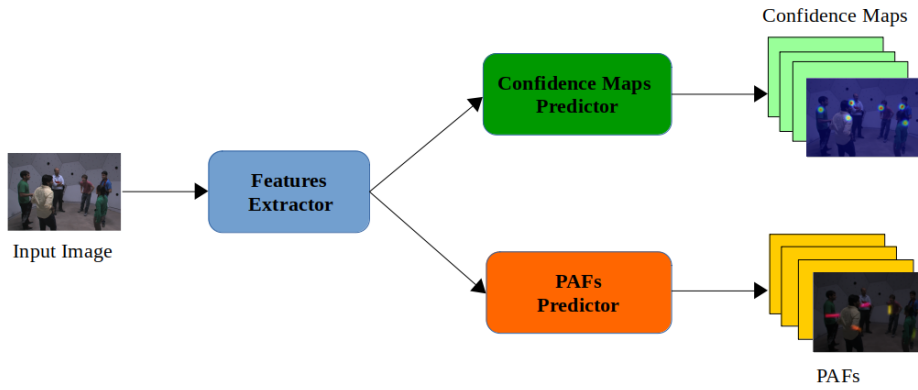 Confidence Maps
Confidence Maps
Predictor
Features
Extractor
Input Image
PAFs
Predictor
PAFs